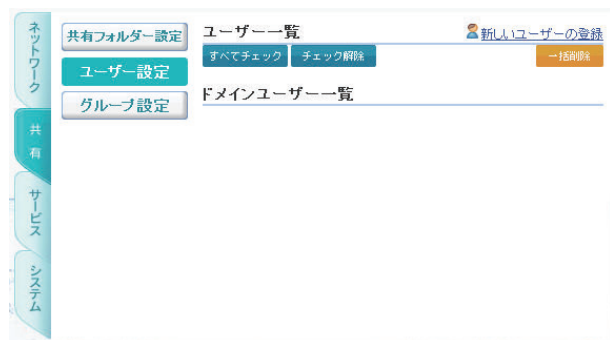 ネットワーク
共有
サービス
システム
共有フォルダー設定
ユーザー設定
グループ設定
ユーザー一覧
新しいユーザーの登録
すべてチェック
チェック解除
一括削除
ドメインユーザー一覧